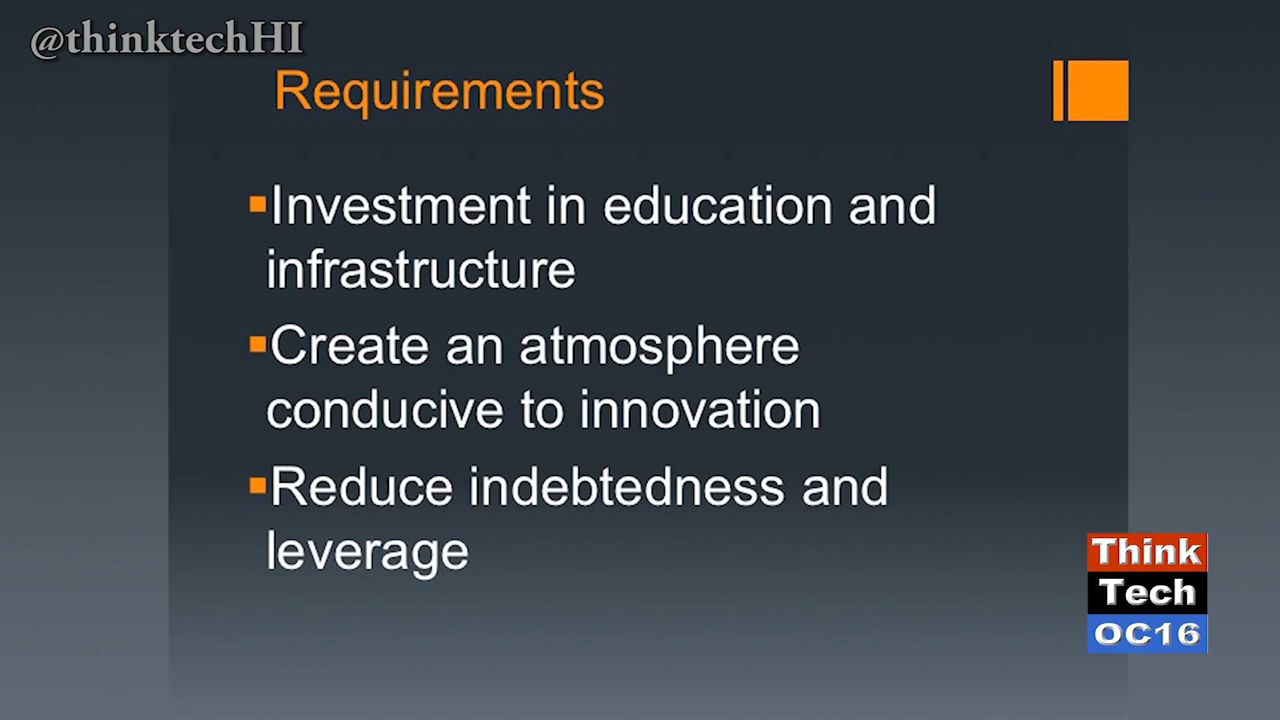 @thinktechHI
Requirements
▪Investment in education and
infrastructure
▪Create an atmosphere
conducive to innovation
▪Reduce indebtedness and
leverage
Think
Tech
OC16